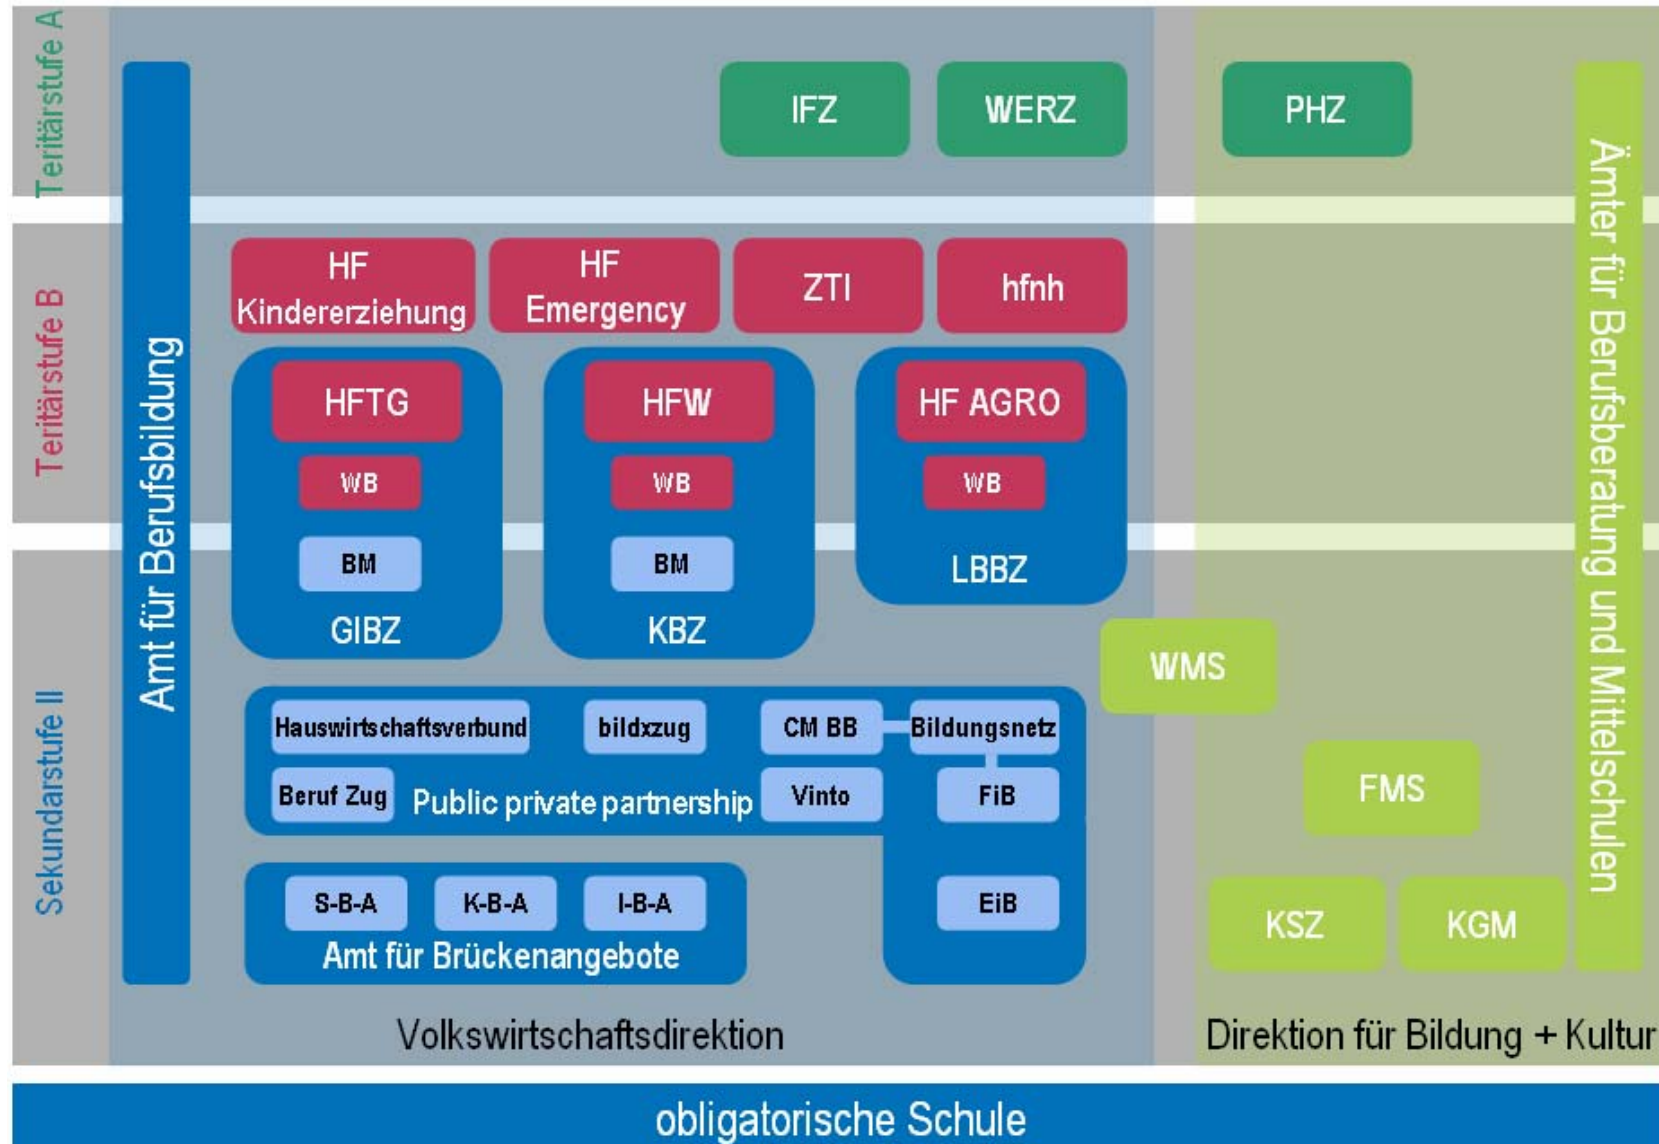 Teritärstufe A
IFZ
WERZ
PHZ
Amt für Berufsbildung
Ämter für Berufsberatung und Mittelschulen
Teritärstufe B
HF
Kindererziehung
HF
Emergency
ZTI
hfnh
HFTG
HFW
HF AGRO
WB
WB
WB
BM
BM
LBBZ
GIBZ
KBZ
Sekundarstufe II
WMS
Hauswirtschaftsverbund
bildxzug
CM BB
Bildungsnetz
Beruf Zug
Public private partnership
Vinto
FiB
FMS
S-B-A
K-B-A
I-B-A
EiB
KSZ
KGM
Amt für Brückenangebote
Volkswirtschaftsdirektion
Direktion für Bildung + Kultur
obligatorische Schule